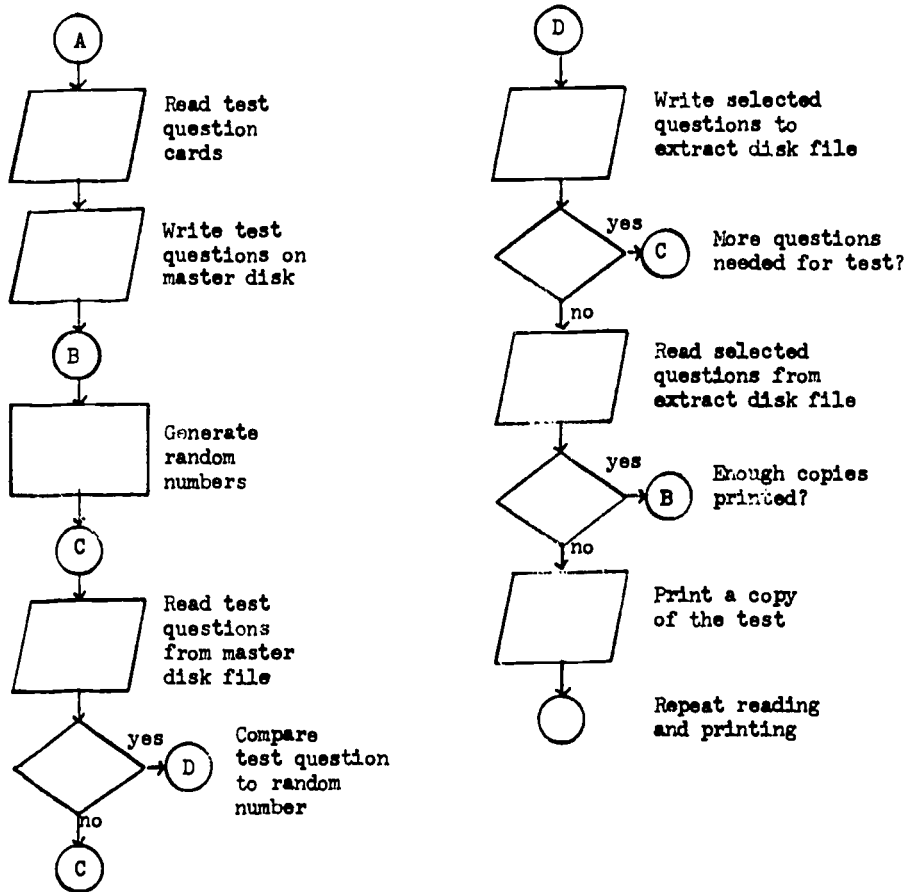 A
Read test
question
cards
Write test
questions on
master disk
B
Generate
random
numbers
C
Read test
questions
from master
disk file
yes
D
Compare
test question
to random
number
no
C
D
Write selected
questions to
extract disk file
yes
C
More questions
needed for test?
no
Read selected
questions from
extract disk file
yes
B
Enough copies
printed?
no
Print a copy
of the test
Repeat reading
and printing